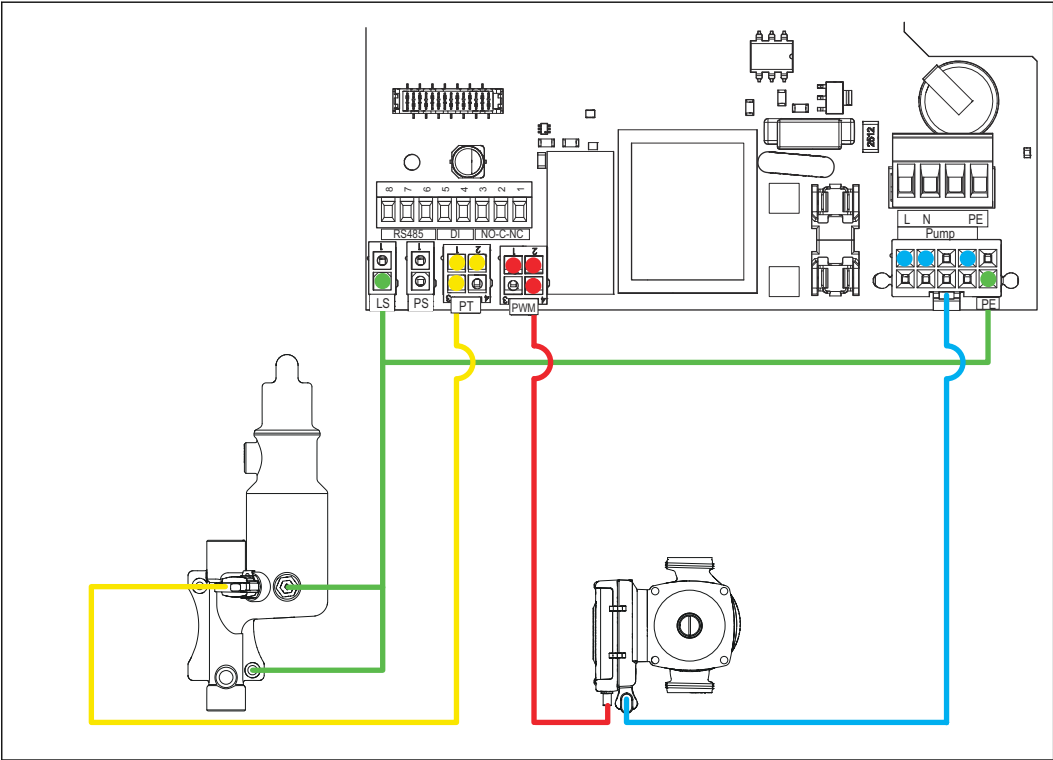 2512
8 7 6 5 4 3 2 1
RS485 DI NO-C-NC
L N PE
Pump
1 1 1 2 1 2
LS PS PT PWM PE